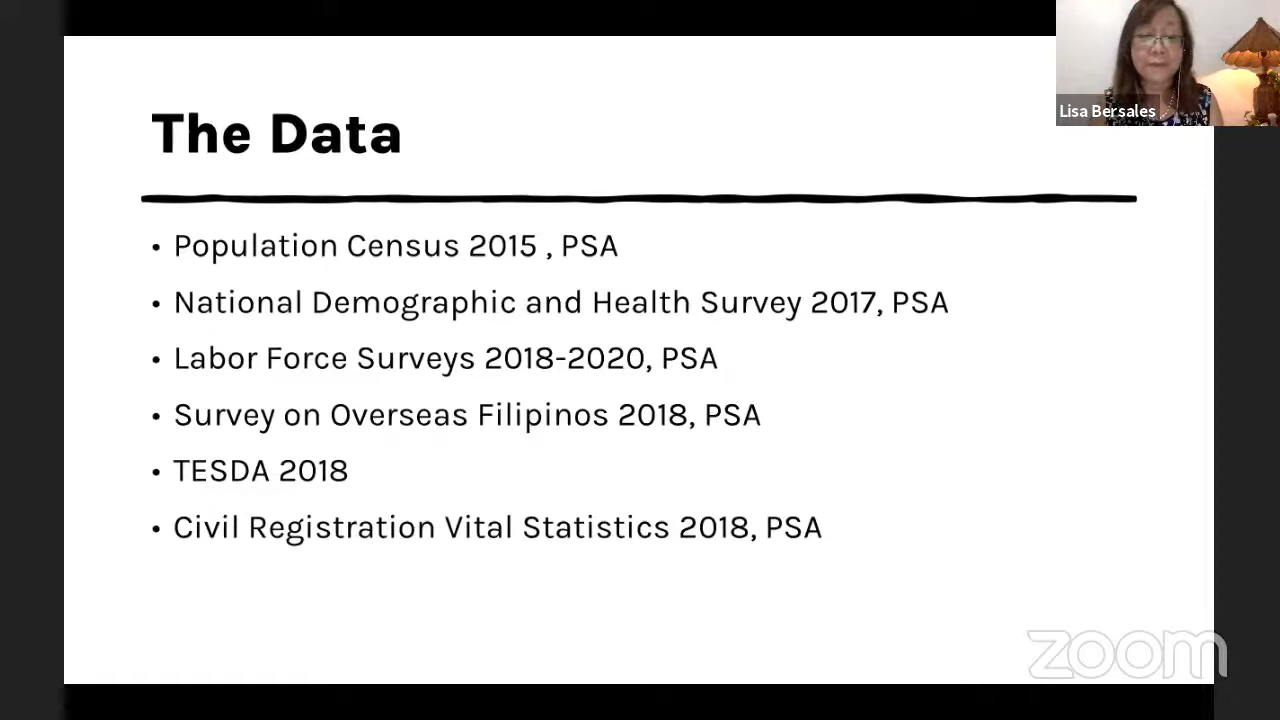 The Data
Lisa Bersales
• Population Census 2015 , PSA
• National Demographic and Health Survey 2017, PSA
• Labor Force Surveys 2018-2020, PSA
• Survey on Overseas Filipinos 2018, PSA
• TESDA 2018
• Civil Registration Vital Statistics 2018, PSA
zoom